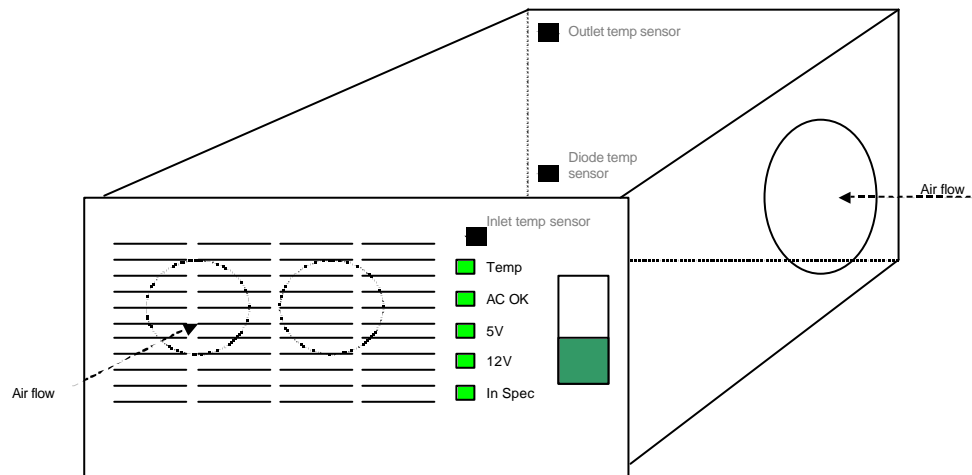 Outlet temp sensor
Diode temp
sensor
Air flow
Inlet temp sensor
Temp
AC OK
5V
12V
Air flow
In Spec